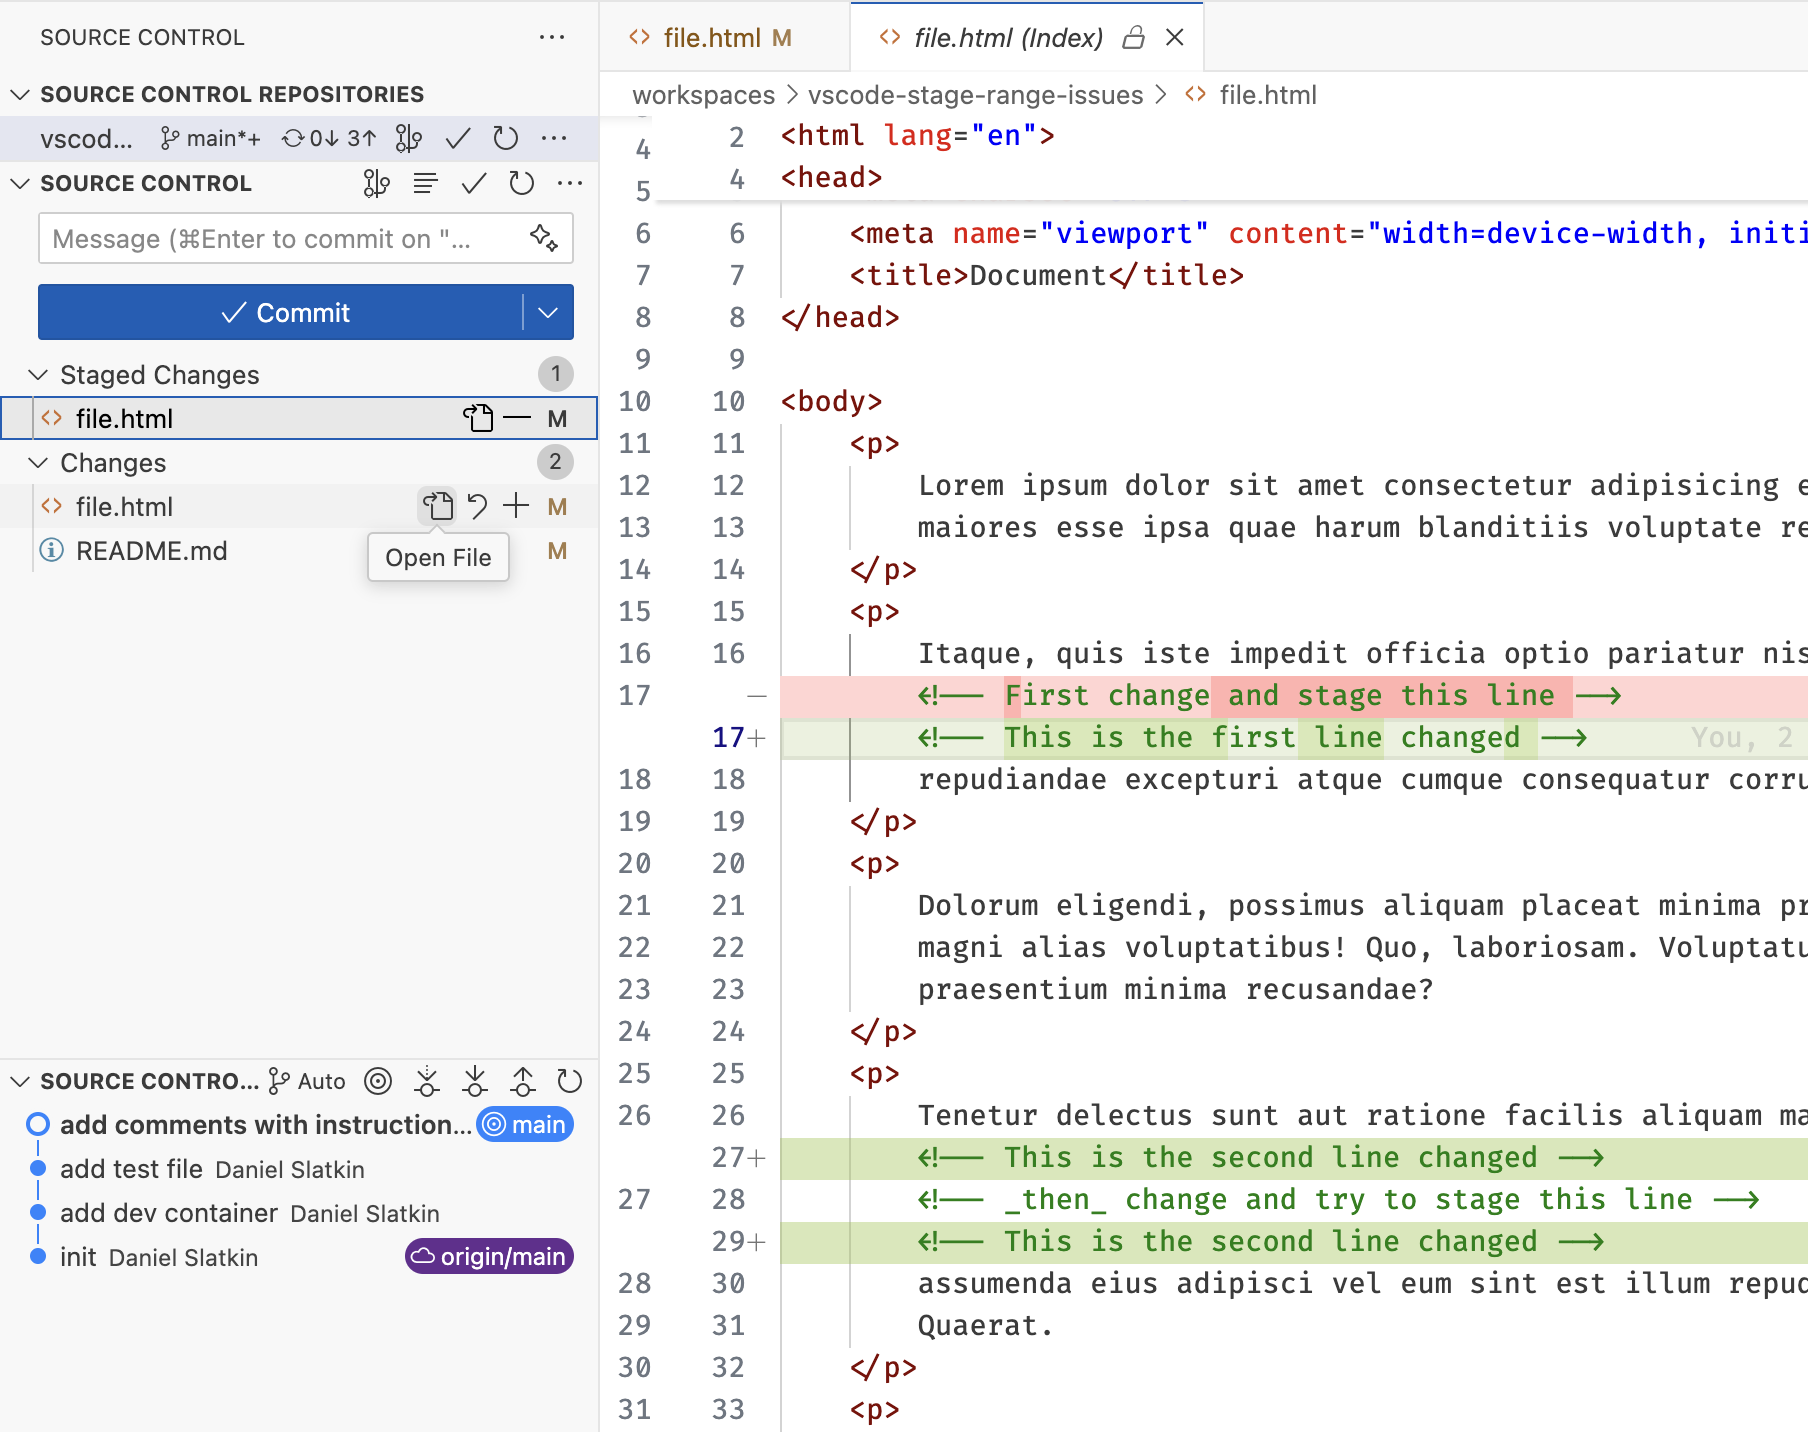 SOURCE CONTROL
SOURCE CONTROL REPOSITORIES
vscod... main*+ 0↓ 3↑
SOURCE CONTROL
Message (⌘Enter to commit on "...
Commit
Staged Changes 1
file.html M
Changes 2
file.html M
Open File
README.md M
SOURCE CONTRO... Auto
add comments with instruction... main
add test file Daniel Slatkin
add dev container Daniel Slatkin
init Daniel Slatkin origin/main
file.html M
file.html (Index)
workspaces > vscode-stage-range-issues > file.html
4 2 <html lang="en">
5 4 <head>
6 6 <meta name="viewport" content="width=device-width, initi
7 7 <title>Document</title>
8 8 </head>
9 9
10 10 <body>
11 11 <p>
12 12 Lorem ipsum dolor sit amet consectetur adipisicing e
13 13 maiores esse ipsa quae harum blanditiis voluptate re
14 14 </p>
15 15 <p>
16 16 Itaque, quis iste impedit officia optio pariatur nis
17 — <!-- First change and stage this line -->
17+ <!-- This is the first line changed --> You, 2
18 18 repudiandae excepturi atque cumque consequatur corru
19 19 </p>
20 20 <p>
21 21 Dolorum eligendi, possimus aliquam placeat minima pr
22 22 magni alias voluptatibus! Quo, laboriosam. Voluptatu
23 23 praesentium minima recusandae?
24 24 </p>
25 25 <p>
26 26 Tenetur delectus sunt aut ratione facilis aliquam ma
27+ <!-- This is the second line changed -->
27 28 <!-- _then_ change and try to stage this line -->
29+ <!-- This is the second line changed -->
28 30 assumenda eius adipisci vel eum sint est illum repud
29 31 Quaerat.
30 32 </p>
31 33 <p>